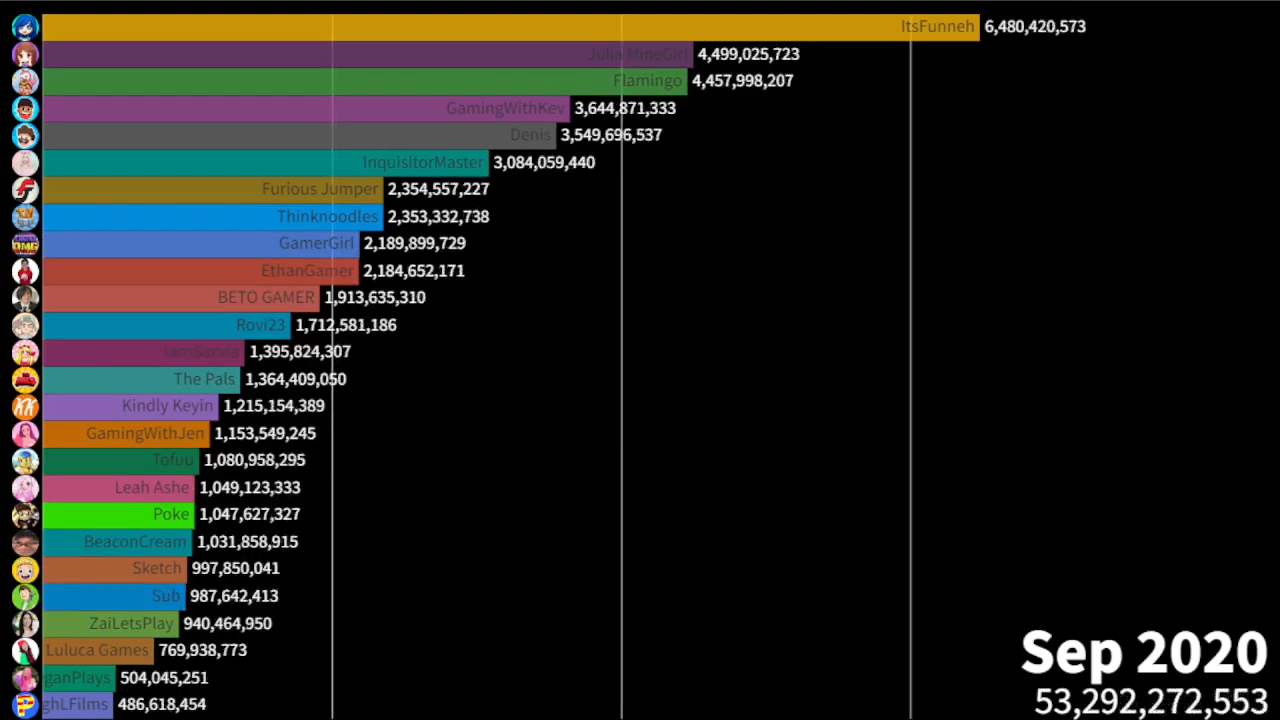 ItsFunneh 6,480,420,573
Julia MineGirl 4,499,025,723
Flamingo 4,457,998,207
GamingWithKev 3,644,871,333
Denis 3,549,696,537
InquisitorMaster 3,084,059,440
Furious Jumper 2,354,557,227
Thinknoodles 2,353,332,738
GamerGirl 2,189,899,729
EthanGamer 2,184,652,171
BETO GAMER 1,913,635,310
Rovi23 1,712,581,186
IamSanna 1,395,824,307
The Pals 1,364,409,050
Kindly Keyin 1,215,154,389
GamingWithJen 1,153,549,245
Tofuu 1,080,958,295
Leah Ashe 1,049,123,333
Poke 1,047,627,327
BeaconCream 1,031,858,915
Sketch 997,850,041
Sub 987,642,413
ZaiLetsPlay 940,464,950
Luluca Games 769,938,773
ganPlays 504,045,251
ghLFilms 486,618,454
Sep 2020
53,292,272,553